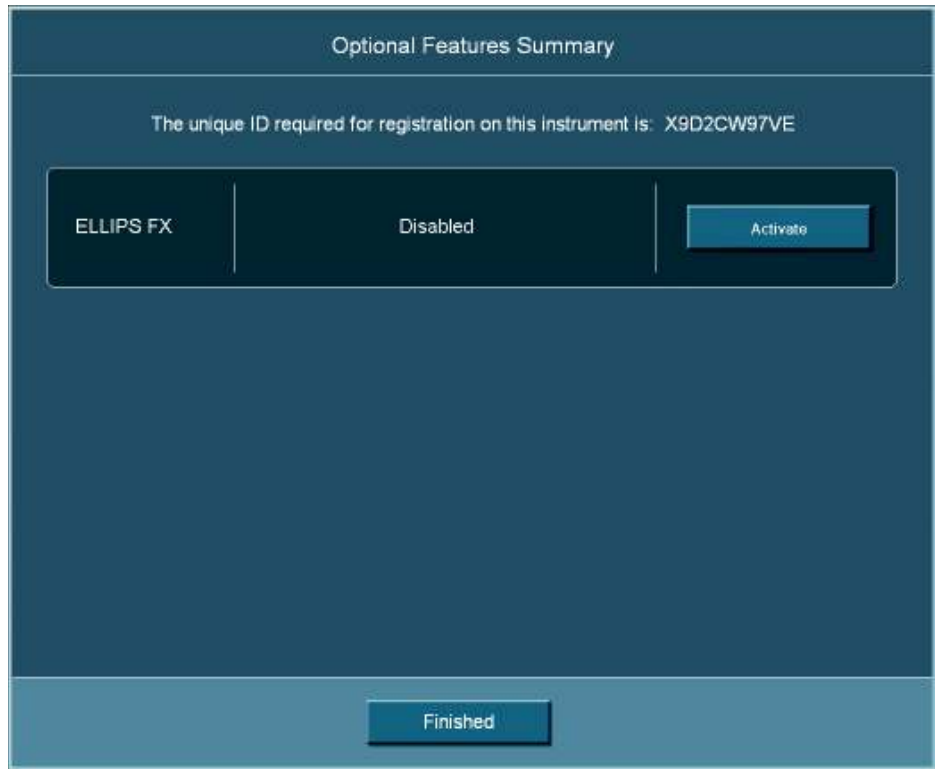 Optional Features Summary
The unique ID required for registration on this instrument is: X9D2CW97VE
ELLIPS FX
Disabled
Activate
Finished